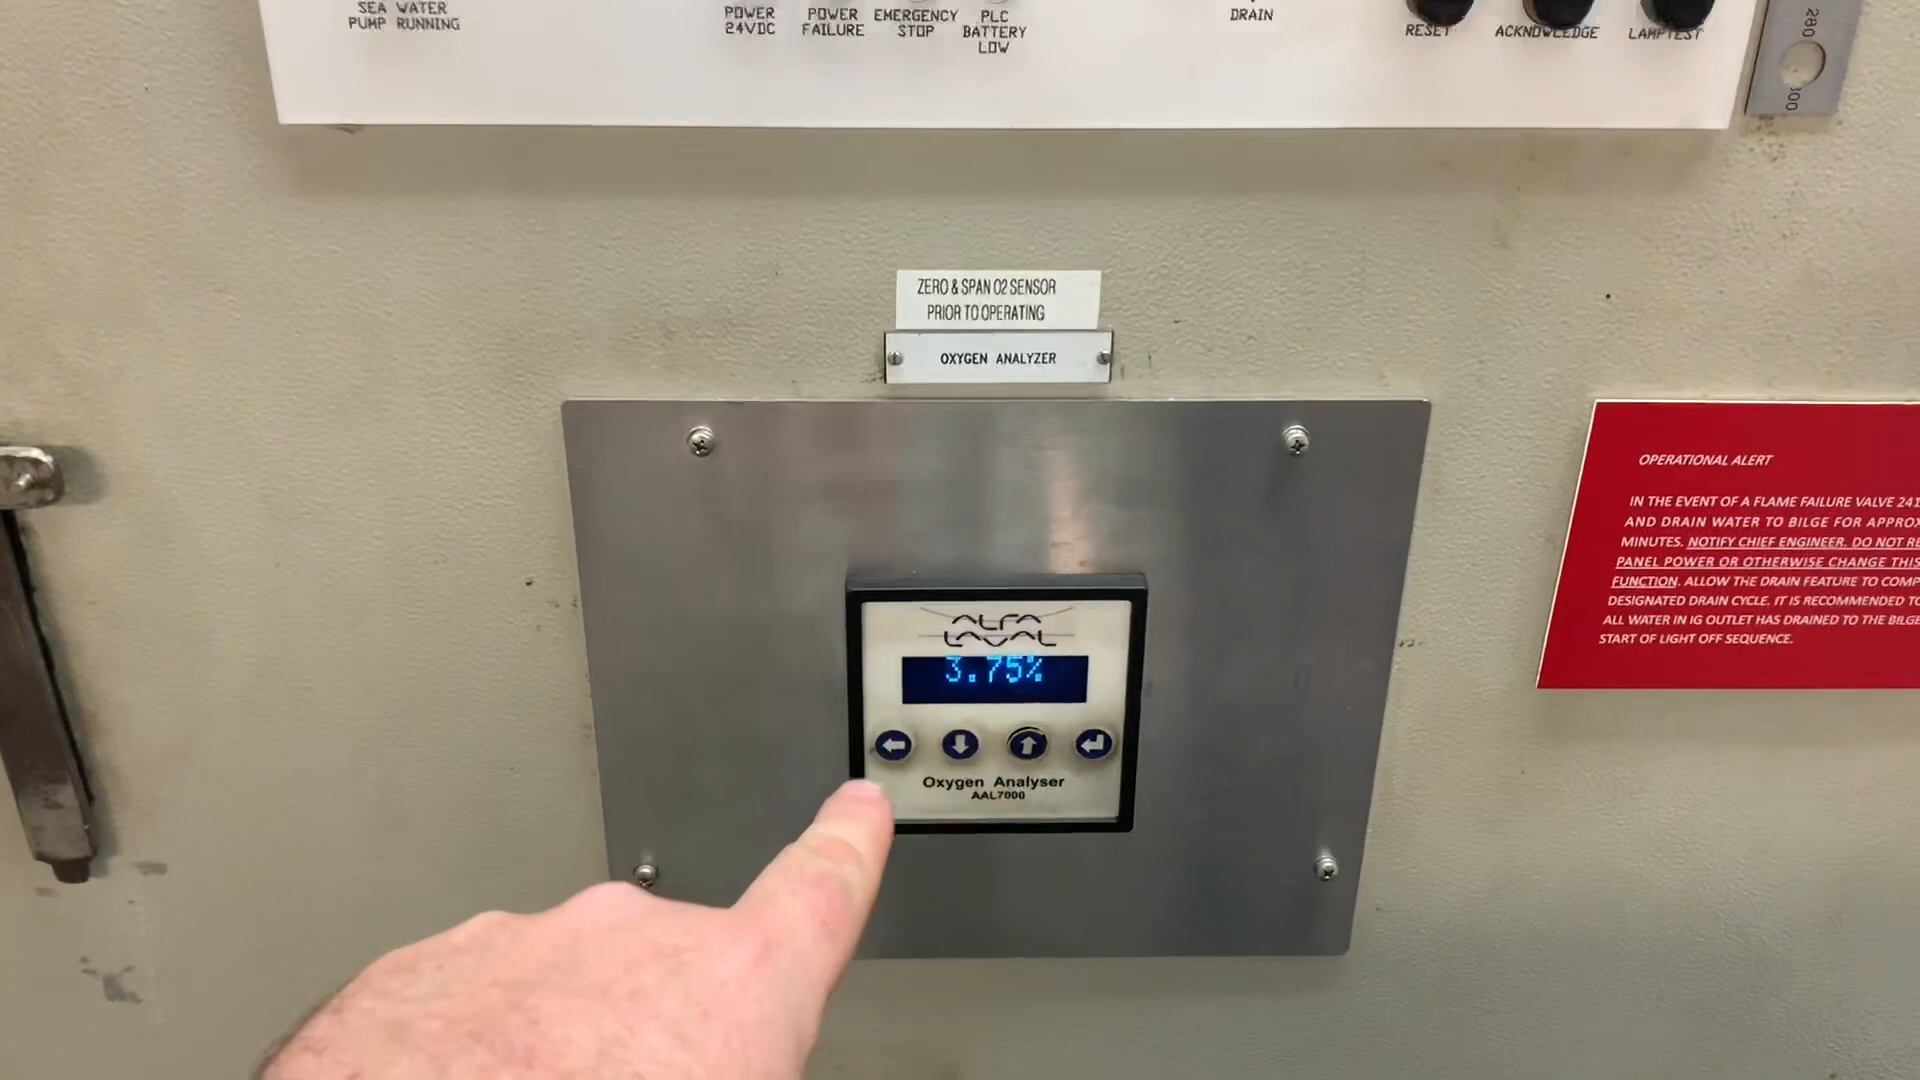 SEA WATER
PUMP RUNNING
POWER
24VDC
POWER
FAILURE
EMERGENCY
STOP
PLC
BATTERY
LOW
DRAIN
RESET
ACKNOWLEDGE
LAMPTEST
280
300
ZERO & SPAN O2 SENSOR
PRIOR TO OPERATING
OXYGEN ANALYZER
OPERATIONAL ALERT
IN THE EVENT OF A FLAME FAILURE VALVE 241
AND DRAIN WATER TO BILGE FOR APPROX
MINUTES. NOTIFY CHIEF ENGINEER. DO NOT RE
PANEL POWER OR OTHERWISE CHANGE THIS
FUNCTION. ALLOW THE DRAIN FEATURE TO COMP
DESIGNATED DRAIN CYCLE. IT IS RECOMMENDED TO
ALL WATER IN IG OUTLET HAS DRAINED TO THE BILGE
START OF LIGHT OFF SEQUENCE.
ALFA
LAVAL
3.75%
Oxygen Analyser
AAL7000